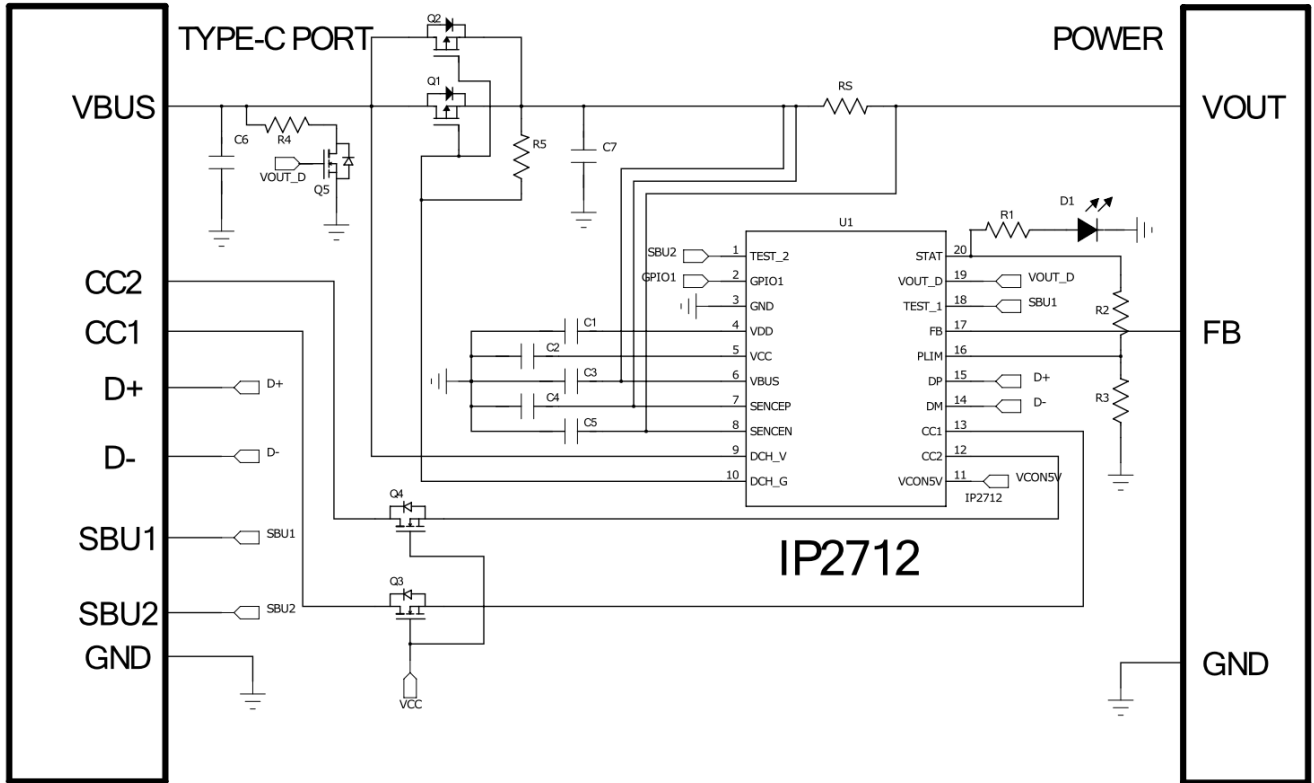 TYPE-C PORT
POWER
Q2
Q1
RS
VBUS
VOUT
C6
R4
VOUT_D
Q5
R5
C7
U1
R1
D1
SBU2
1
TEST_2
STAT
20
GPIO1
2
GPIO1
VOUT_D
19
VOUT_D
3
GND
TEST_1
18
SBU1
R2
C1
4
VDD
FB
17
FB
C2
5
VCC
PLIM
16
C3
6
VBUS
DP
15
D+
C4
7
SENCEP
DM
14
D-
R3
C5
8
SENCEN
CC1
13
9
DCH_V
CC2
12
10
DCH_G
VCON5V
11
VCON5V
IP2712
CC2
CC1
D+
D+
D-
D-
Q4
IP2712
SBU1
SBU1
Q3
SBU2
SBU2
GND
GND
VCC